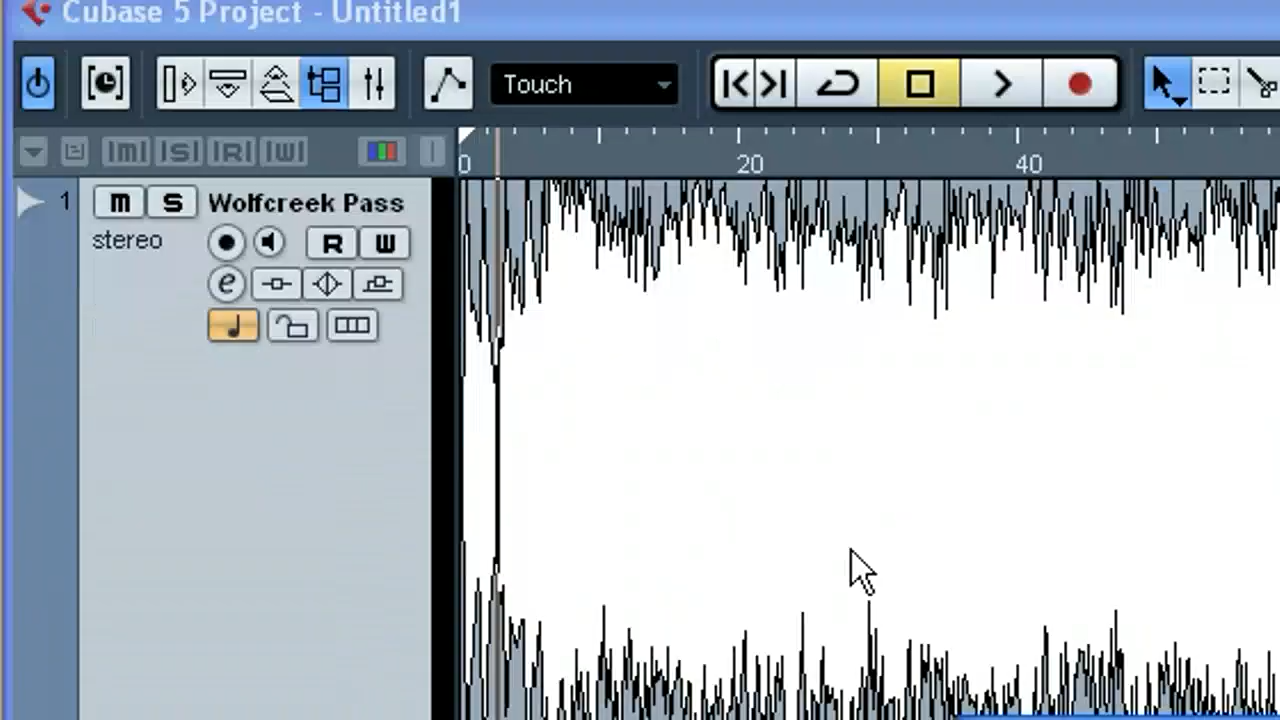 Cubase 5 Project - Untitled1
Touch
M S R W
0 20 40
1 M S Wolfcreek Pass
stereo R W
e